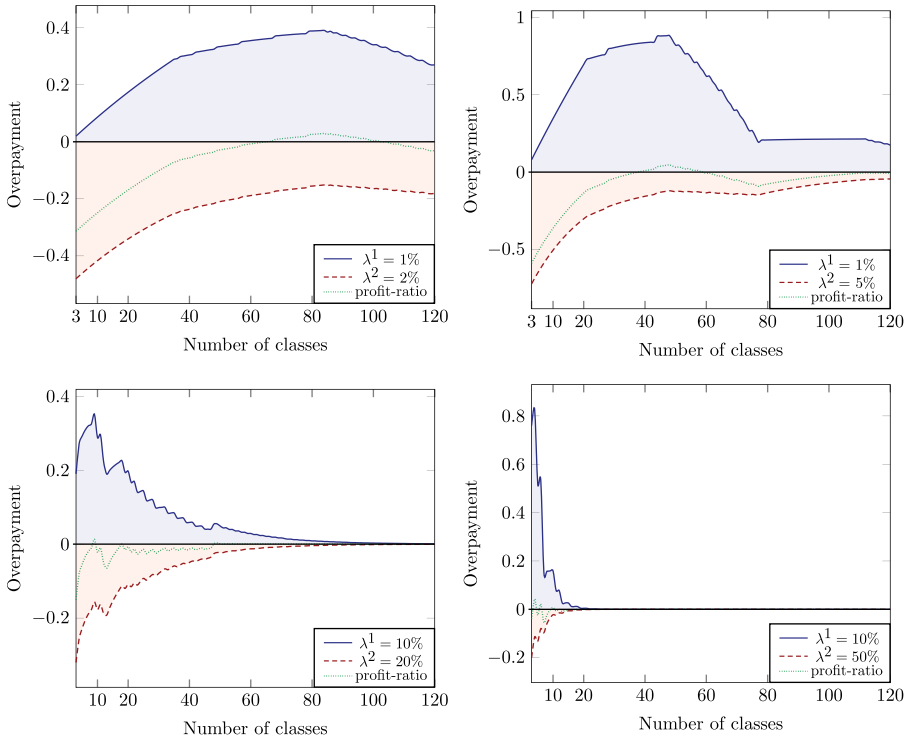 0.4
0.2
0
−0.2
−0.4
Overpayment
λ¹ = 1%
λ² = 2%
profit-ratio
3 10 20 40 60 80 100 120
Number of classes
1
0.5
0
−0.5
Overpayment
λ¹ = 1%
λ² = 5%
profit-ratio
3 10 20 40 60 80 100 120
Number of classes
0.4
0.2
0
−0.2
Overpayment
λ¹ = 10%
λ² = 20%
profit-ratio
10 20 40 60 80 100 120
Number of classes
0.8
0.6
0.4
0.2
0
−0.2
Overpayment
λ¹ = 10%
λ² = 50%
profit-ratio
10 20 40 60 80 100 120
Number of classes